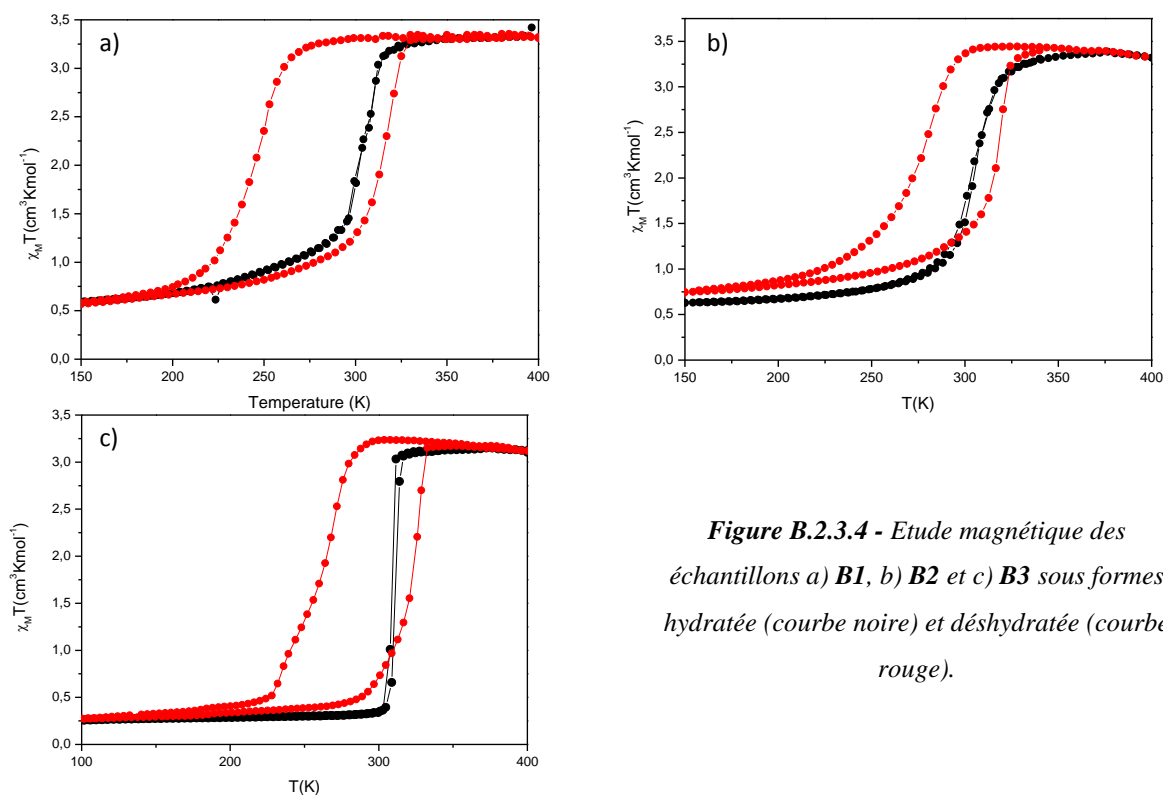 a)
3,5
3,0
2,5
2,0
1,5
1,0
0,5
0,0
χMT(cm³Kmol⁻¹)
150 200 250 300 350 400
Temperature (K)
b)
3,5
3,0
2,5
2,0
1,5
1,0
0,5
0,0
χMT(cm³Kmol⁻¹)
150 200 250 300 350 400
T(K)
c)
3,5
3,0
2,5
2,0
1,5
1,0
0,5
0,0
χMT(cm³Kmol⁻¹)
100 200 300 400
T(K)
Figure B.2.3.4 - Etude magnétique des
échantillons a) B1, b) B2 et c) B3 sous formes
hydratée (courbe noire) et déshydratée (courbe
rouge).